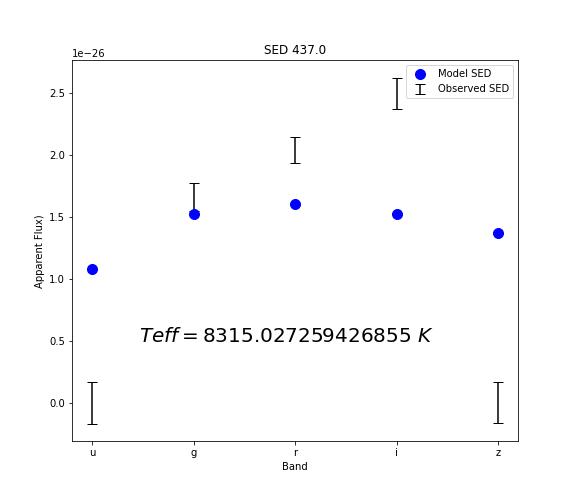 SED 437.0
1e−26
Model SED
Observed SED
2.5
2.0
1.5
1.0
0.5
0.0
Apparent Flux)
Teff = 8315.027259426855 K
u g r i z
Band